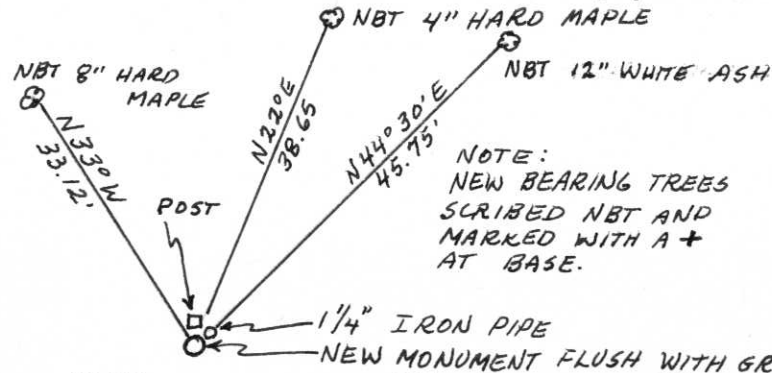 NBT 4" HARD MAPLE
NBT 8" HARD
MAPLE
NBT 12" WHITE ASH
N33°W
33.12'
N22°E
38.65
N44°30'E
45.75'
POST
NOTE:
NEW BEARING TREES
SCRIBED NBT AND
MARKED WITH A +
AT BASE.
1 1/4" IRON PIPE
NEW MONUMENT FLUSH WITH GR